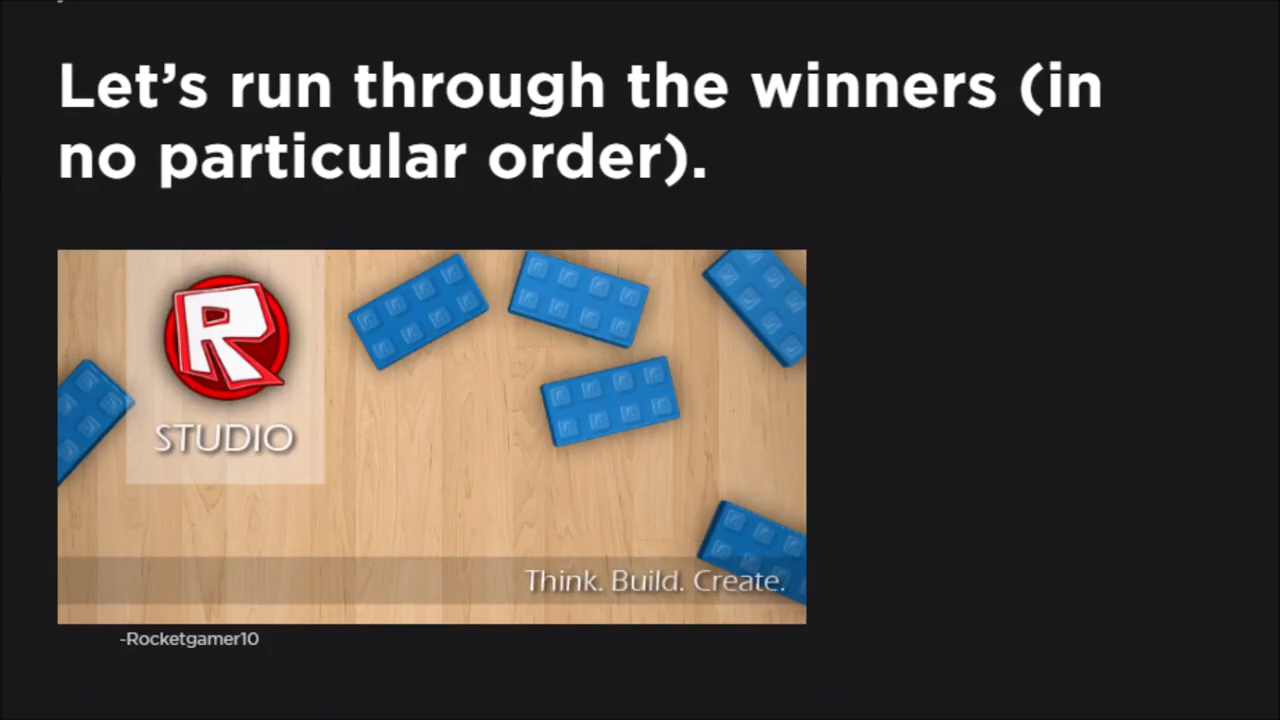 Let's run through the winners (in
no particular order).
R
STUDIO
Think. Build. Create.
-Rocketgamer10